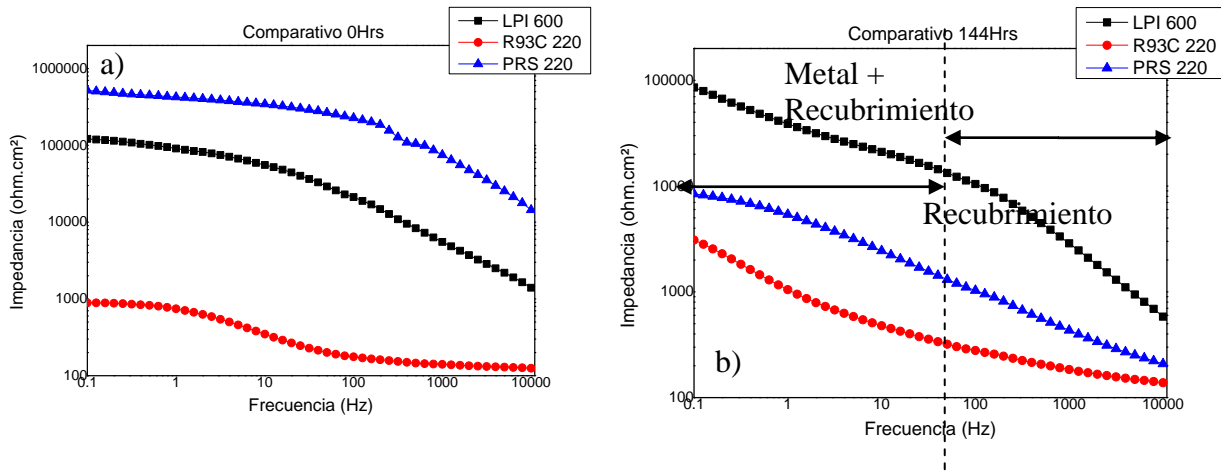 Comparativo 0Hrs
LPI 600
R93C 220
PRS 220
a)
1000000
100000
10000
1000
100
Impedancia (ohm.cm²)
0.1
1
10
100
1000
10000
Frecuencia (Hz)
Comparativo 144Hrs
LPI 600
R93C 220
PRS 220
Metal +
Recubrimiento
Recubrimiento
b)
100000
10000
1000
100
Impedancia (ohm.cm²)
0.1
1
10
100
1000
10000
Frecuencia (Hz)